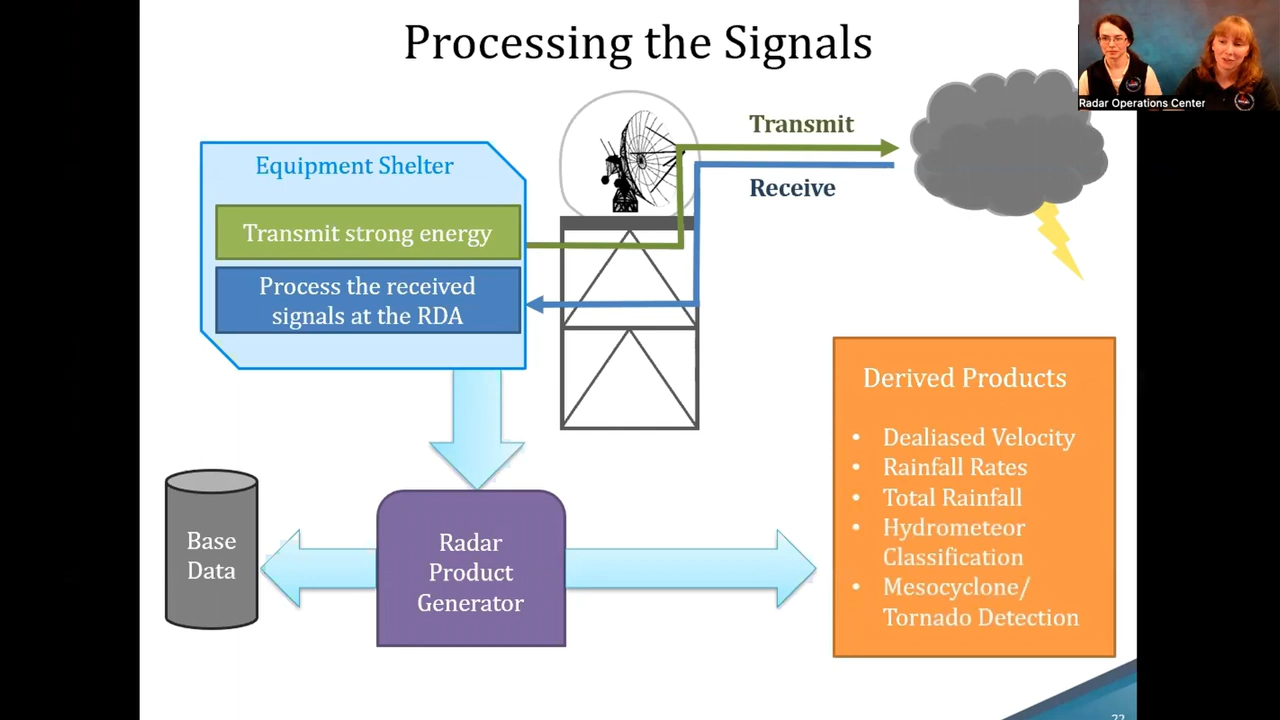 Processing the Signals
Radar Operations Center
Transmit
Receive
Equipment Shelter
Transmit strong energy
Process the received
signals at the RDA
Derived Products
• Dealiased Velocity
• Rainfall Rates
• Total Rainfall
• Hydrometeor
Classification
• Mesocyclone/
Tornado Detection
Base
Data
Radar
Product
Generator